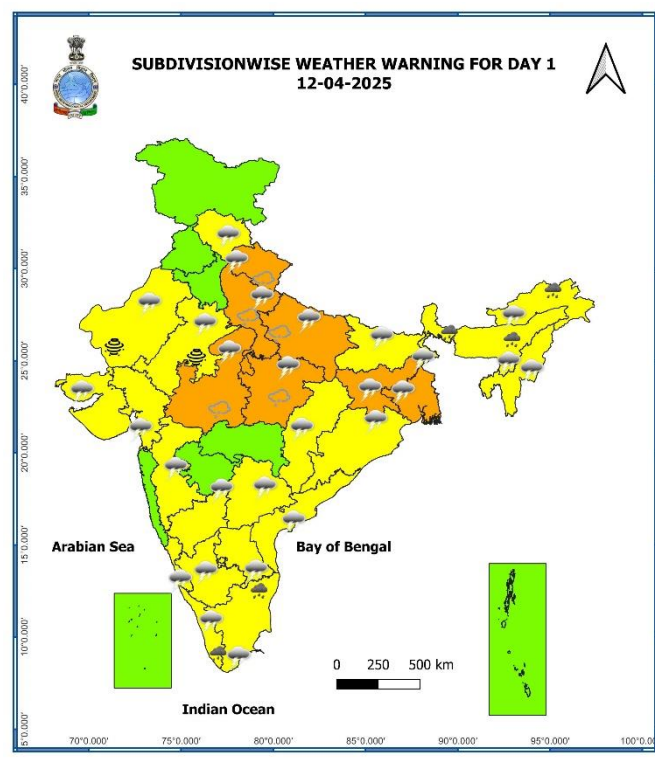 SUBDIVISIONWISE WEATHER WARNING FOR DAY 1
12-04-2025
40°0.000'
35°0.000'
30°0.000'
25°0.000'
20°0.000'
15°0.000'
10°0.000'
5°0.000'
Arabian Sea
Bay of Bengal
0 250 500 km
Indian Ocean
70°0.000' 75°0.000' 80°0.000' 85°0.000' 90°0.000' 95°0.000' 100°0.0